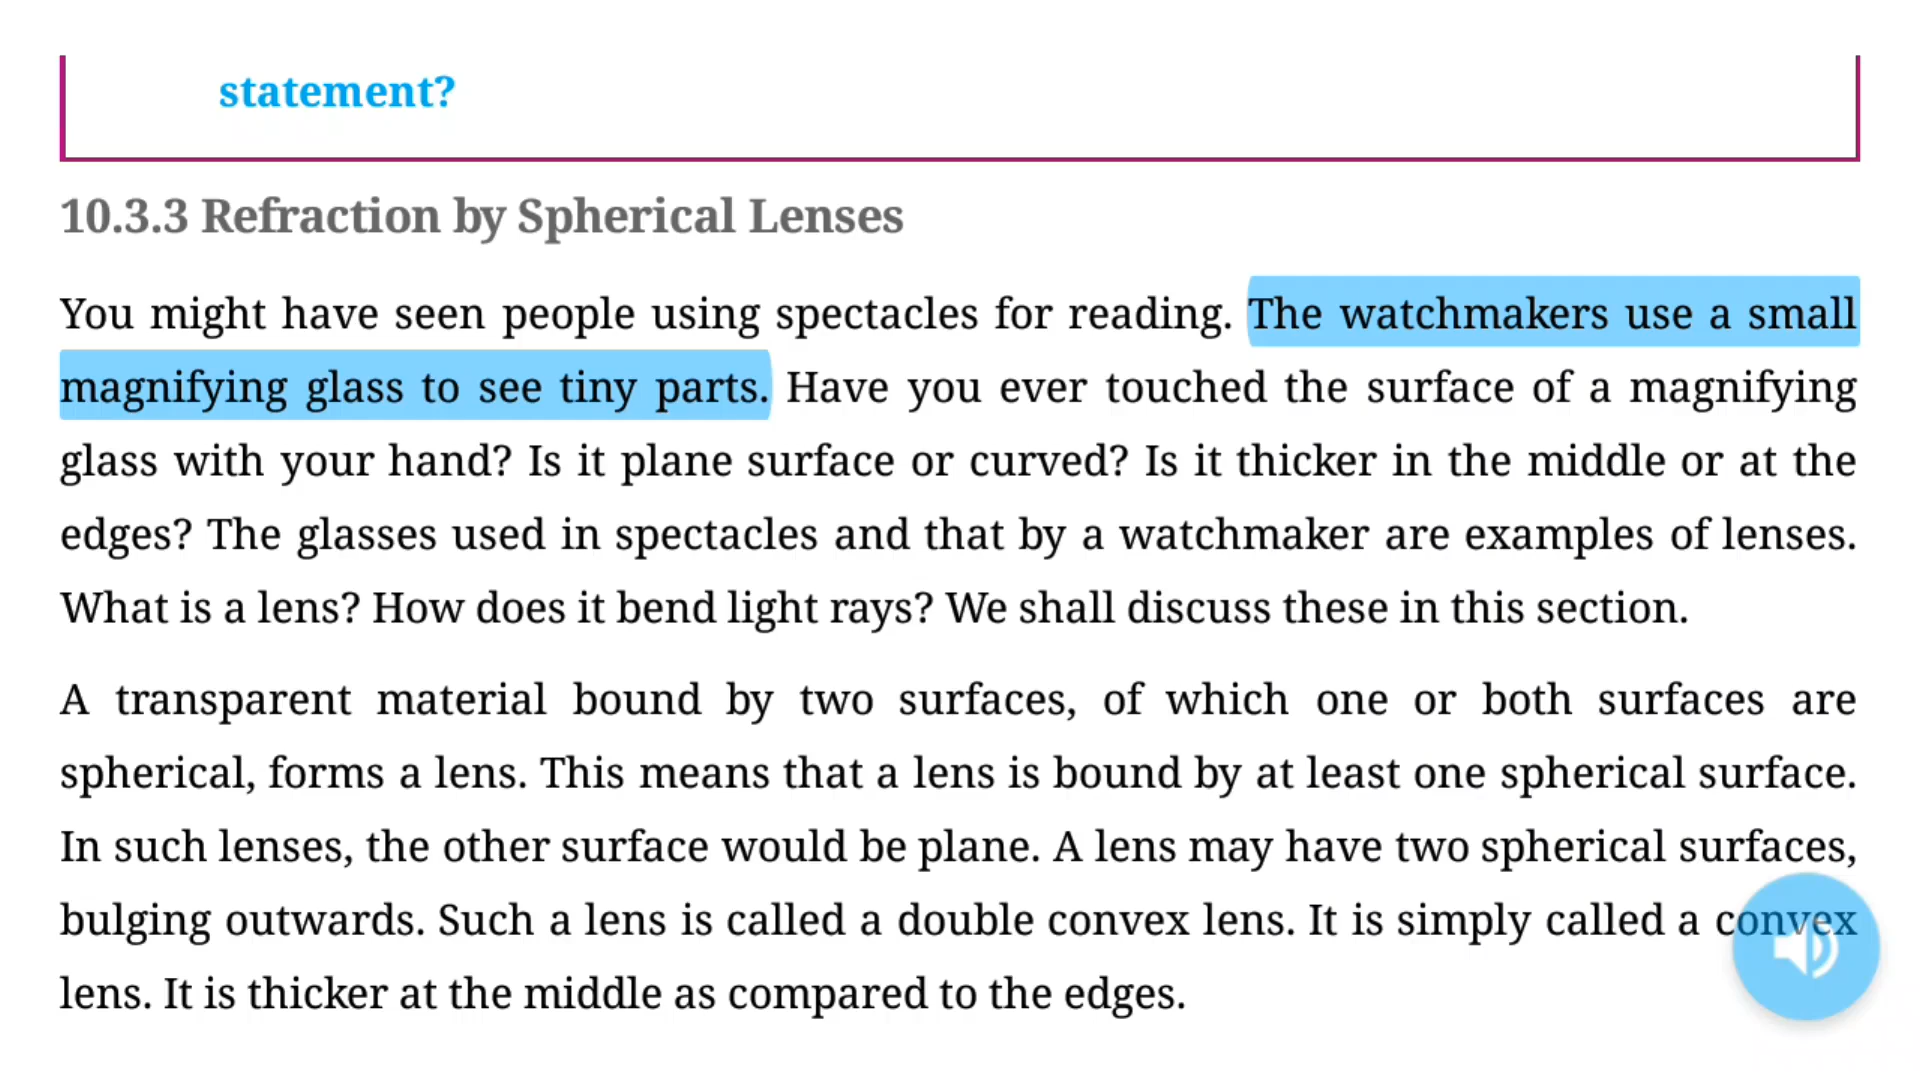 statement?
10.3.3 Refraction by Spherical Lenses
You might have seen people using spectacles for reading. The watchmakers use a small
magnifying glass to see tiny parts. Have you ever touched the surface of a magnifying
glass with your hand? Is it plane surface or curved? Is it thicker in the middle or at the
edges? The glasses used in spectacles and that by a watchmaker are examples of lenses.
What is a lens? How does it bend light rays? We shall discuss these in this section.
A transparent material bound by two surfaces, of which one or both surfaces are
spherical, forms a lens. This means that a lens is bound by at least one spherical surface.
In such lenses, the other surface would be plane. A lens may have two spherical surfaces,
bulging outwards. Such a lens is called a double convex lens. It is simply called a convex
lens. It is thicker at the middle as compared to the edges.